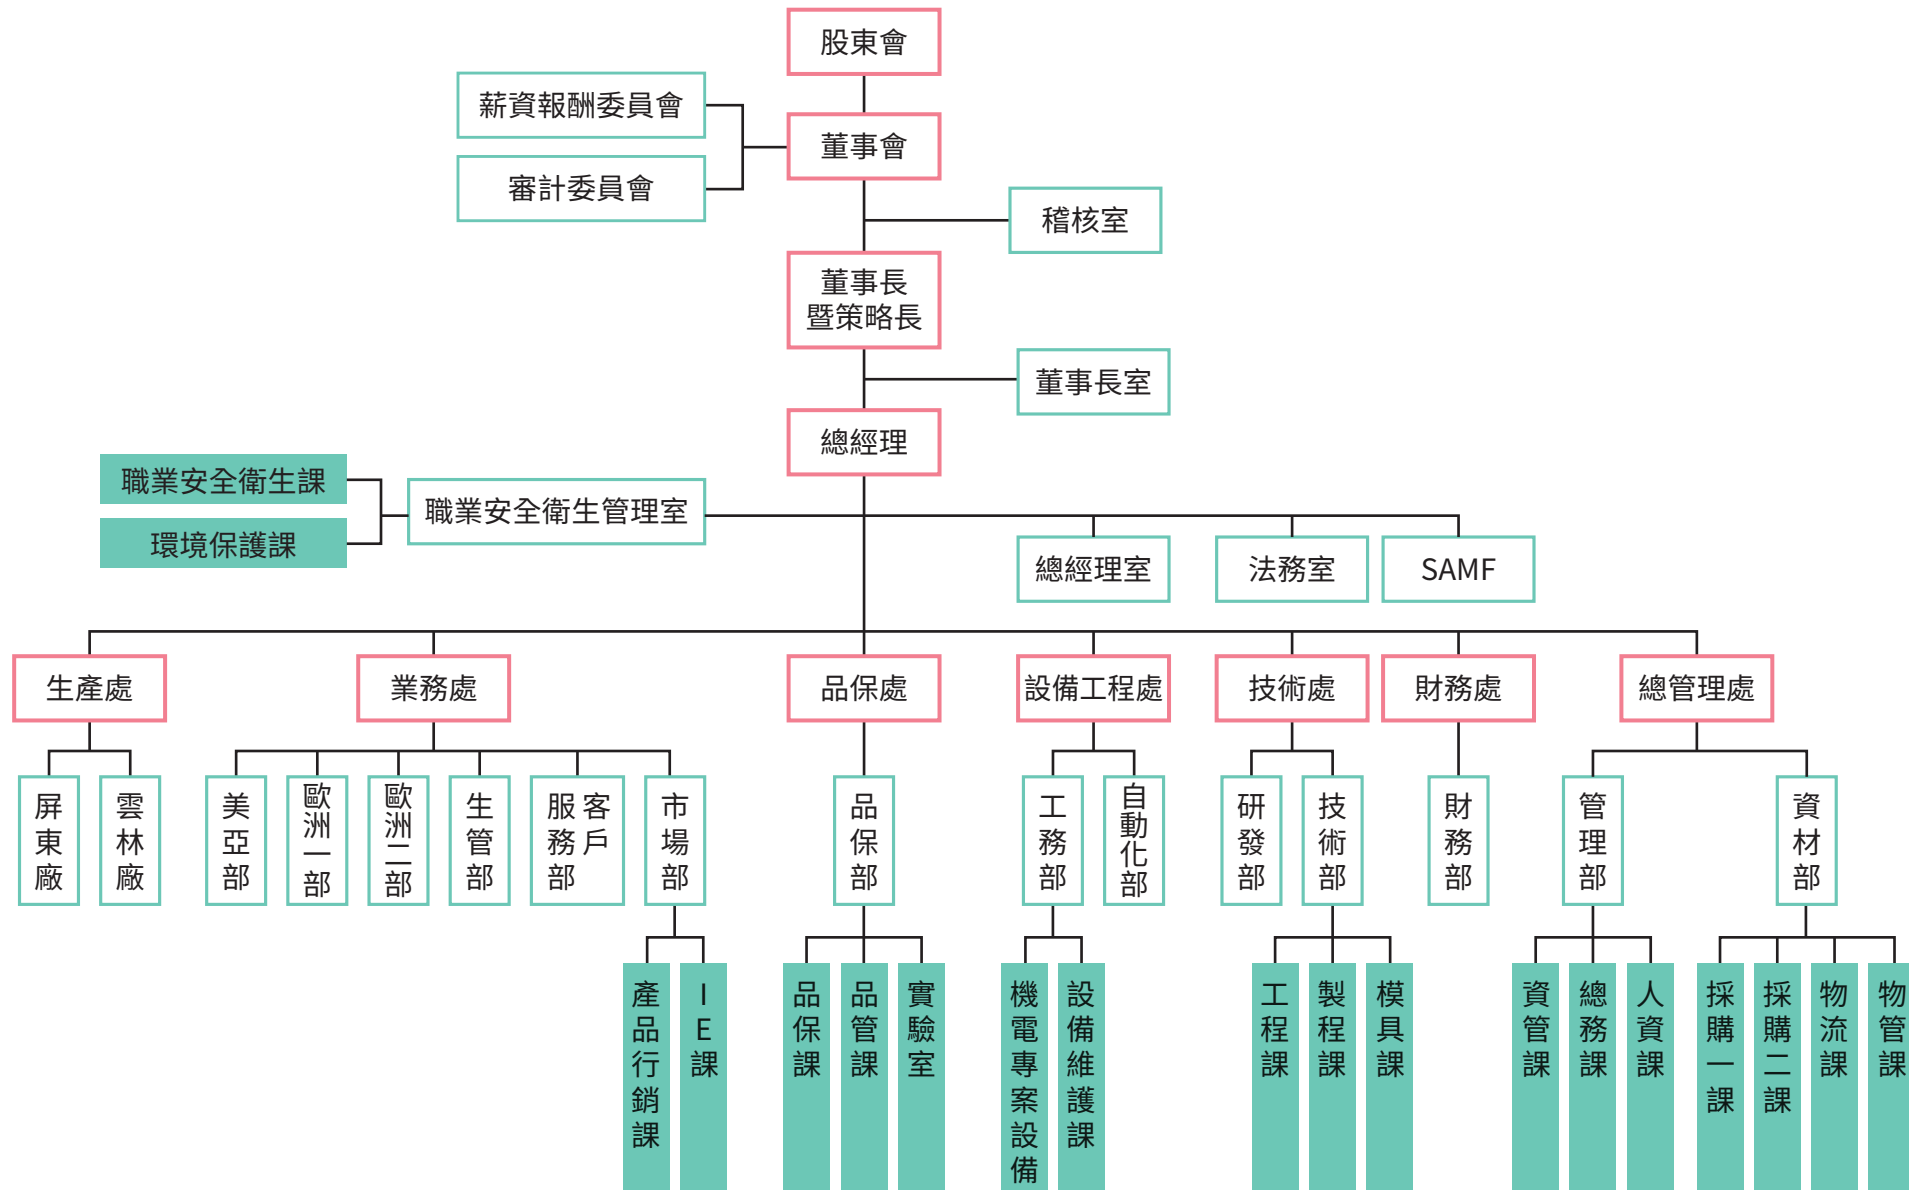 股東會
薪資報酬委員會
董事會
審計委員會
稽核室
董事長
暨策略長
董事長室
總經理
職業安全衛生課
職業安全衛生管理室
環境保護課
總經理室
法務室
SAMF
生產處
業務處
品保處
設備工程處
技術處
財務處
總管理處
屏東廠
雲林廠
美亞部
歐洲一部
歐洲二部
生管部
客戶
服務部
市場部
品保部
工務部
自動化部
研發部
技術部
財務部
管理部
資材部
產品行銷課
IE課
品保課
品管課
實驗室
機電專案設備
設備維護課
工程課
製程課
模具課
資管課
總務課
人資課
採購一課
採購二課
物流課
物管課